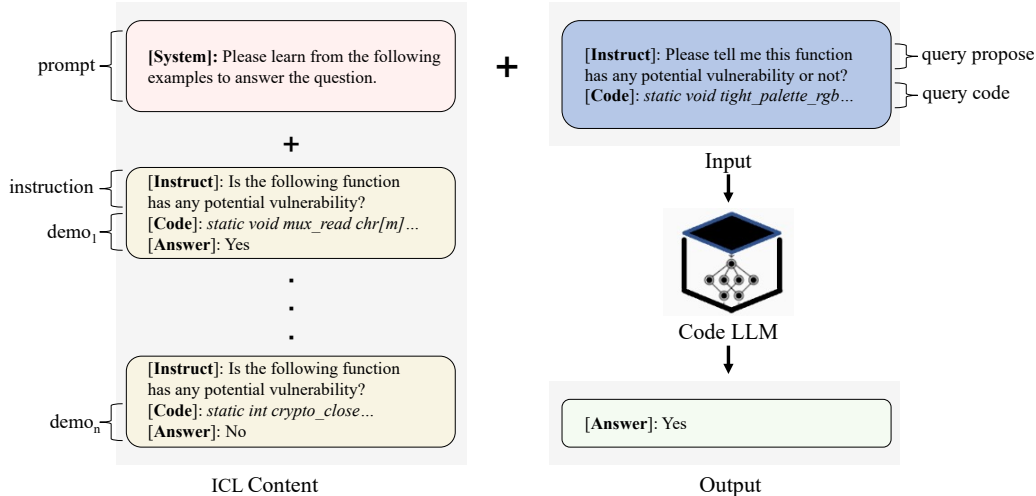 prompt
[System]: Please learn from the following
examples to answer the question.
+
instruction
[Instruct]: Is the following function
has any potential vulnerability?
demo1
[Code]: static void mux_read chr[m]…
[Answer]: Yes
.
.
.
[Instruct]: Is the following function
has any potential vulnerability?
demon
[Code]: static int crypto_close…
[Answer]: No
ICL Content
+
[Instruct]: Please tell me this function
has any potential vulnerability or not?
[Code]: static void tight_palette_rgb…
query propose
query code
Input
Code LLM
[Answer]: Yes
Output